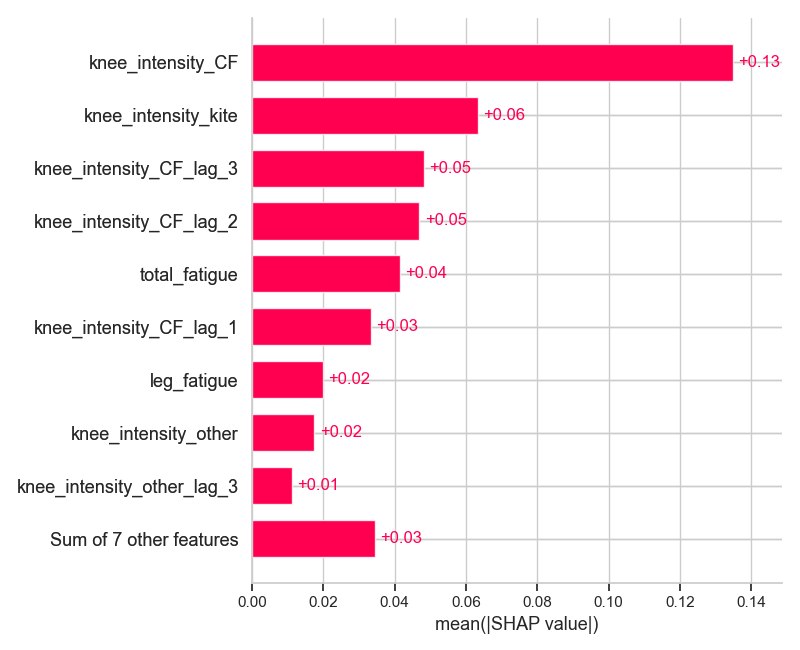 knee_intensity_CF +0.13
knee_intensity_kite +0.06
knee_intensity_CF_lag_3 +0.05
knee_intensity_CF_lag_2 +0.05
total_fatigue +0.04
knee_intensity_CF_lag_1 +0.03
leg_fatigue +0.02
knee_intensity_other +0.02
knee_intensity_other_lag_3 +0.01
Sum of 7 other features +0.03
0.00 0.02 0.04 0.06 0.08 0.10 0.12 0.14
mean(|SHAP value|)